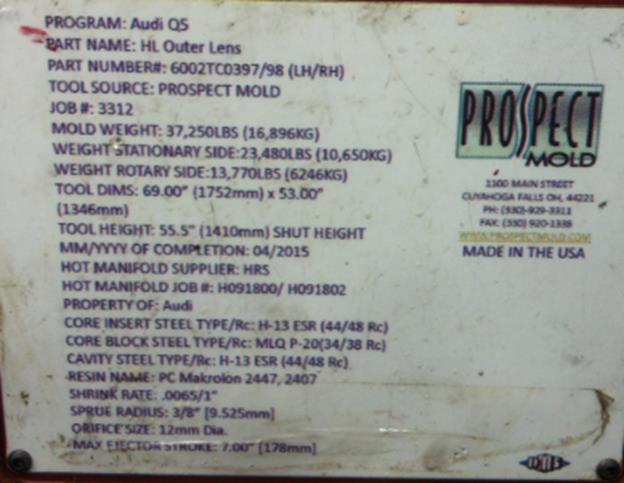 PROGRAM: Audi Q5
PART NAME: HL Outer Lens
PART NUMBER#: 6002TC0397/98 (LH/RH)
TOOL SOURCE: PROSPECT MOLD
JOB #: 3312
MOLD WEIGHT: 37,250LBS (16,896KG)
WEIGHT STATIONARY SIDE:23,480LBS (10,650KG)
WEIGHT ROTARY SIDE:13,770LBS (6246KG)
TOOL DIMS: 69.00" (1752mm) x 53.00"
(1346mm)
TOOL HEIGHT: 55.5" (1410mm) SHUT HEIGHT
MM/YYYY OF COMPLETION: 04/2015
HOT MANIFOLD SUPPLIER: HRS
HOT MANIFOLD JOB #: H091800/ H091802
PROPERTY OF: Audi
CORE INSERT STEEL TYPE/Rc: H-13 ESR (44/48 Rc)
CORE BLOCK STEEL TYPE/Rc: MLQ P-20(34/38 Rc)
CAVITY STEEL TYPE/Rc: H-13 ESR (44/48 Rc)
RESIN NAME: PC Makrolon 2447, 2407
SHRINK RATE: .0065/1"
SPRUE RADIUS: 3/8" [9.525mm]
ORIFICE SIZE: 12mm Dia.
MAX EJECTOR STROKE: 7.00" [178mm]
PROSPECT
MOLD
1100 MAIN STREET
CUYAHOGA FALLS OH, 44221
PH: (330)-929-3311
FAX: (330) 920-1338
WWW.PROSPECTMOLD.COM
MADE IN THE USA